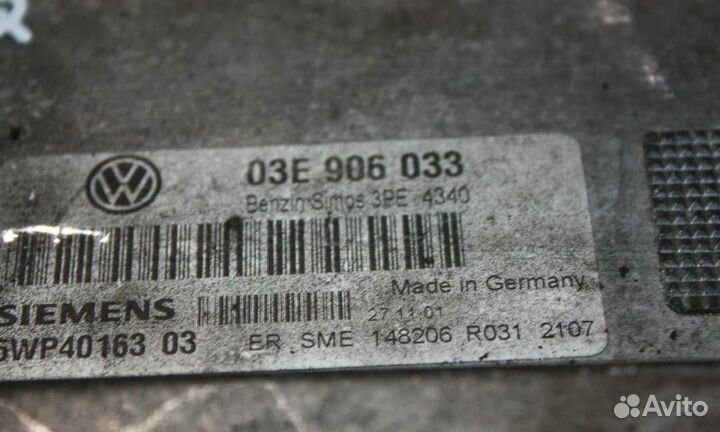 03E 906 033
Benzin Simos 3PE 4340
Made in Germany
SIEMENS
27 11 01
5WP40163 03
ER SME 148206 R031 2107
Avito